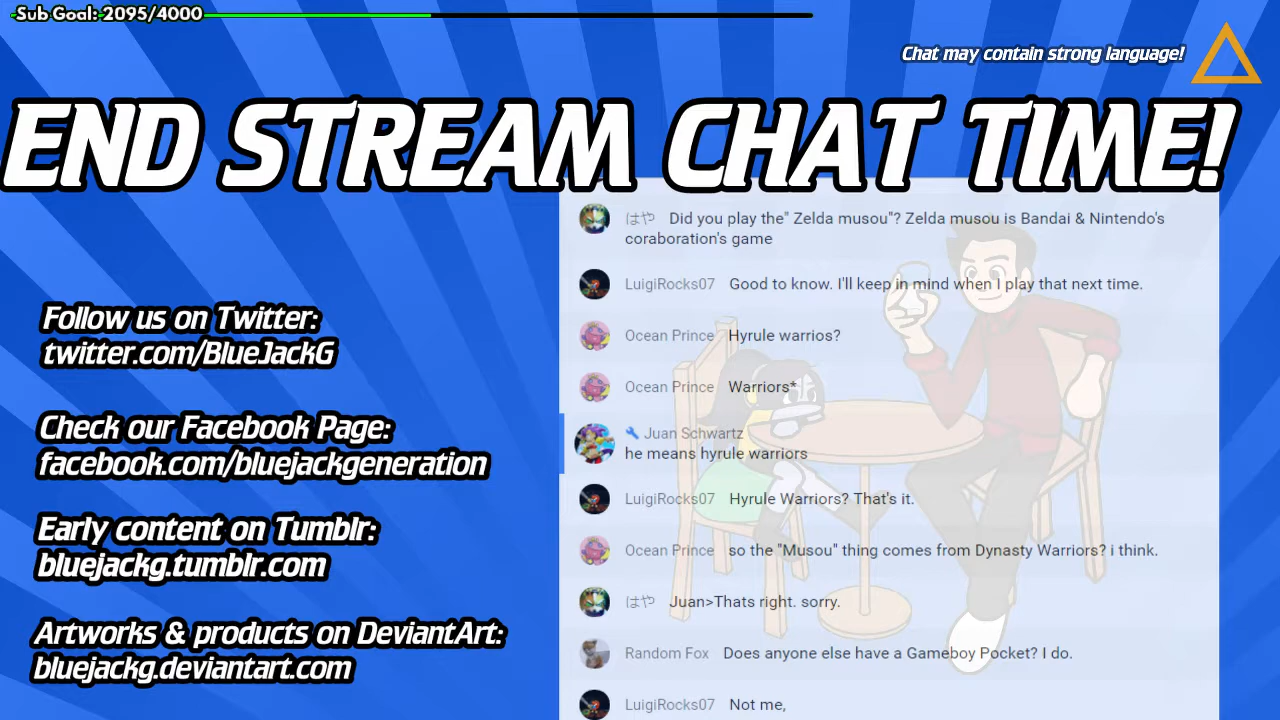 Sub Goal: 2095/4000
Chat may contain strong language!
END STREAM CHAT TIME!
Follow us on Twitter:
twitter.com/BlueJackG
Check our Facebook Page:
facebook.com/bluejackgeneration
Early content on Tumblr:
bluejackg.tumblr.com
Artworks & products on DeviantArt:
bluejackg.deviantart.com
はや Did you play the" Zelda musou"? Zelda musou is Bandai & Nintendo's
coraboration's game
LuigiRocks07 Good to know. I'll keep in mind when I play that next time.
Ocean Prince Hyrule warrios?
Ocean Prince Warriors*
Juan Schwartz
he means hyrule warriors
LuigiRocks07 Hyrule Warriors? That's it.
Ocean Prince so the "Musou" thing comes from Dynasty Warriors? i think.
はや Juan>Thats right. sorry.
Random Fox Does anyone else have a Gameboy Pocket? I do.
LuigiRocks07 Not me,